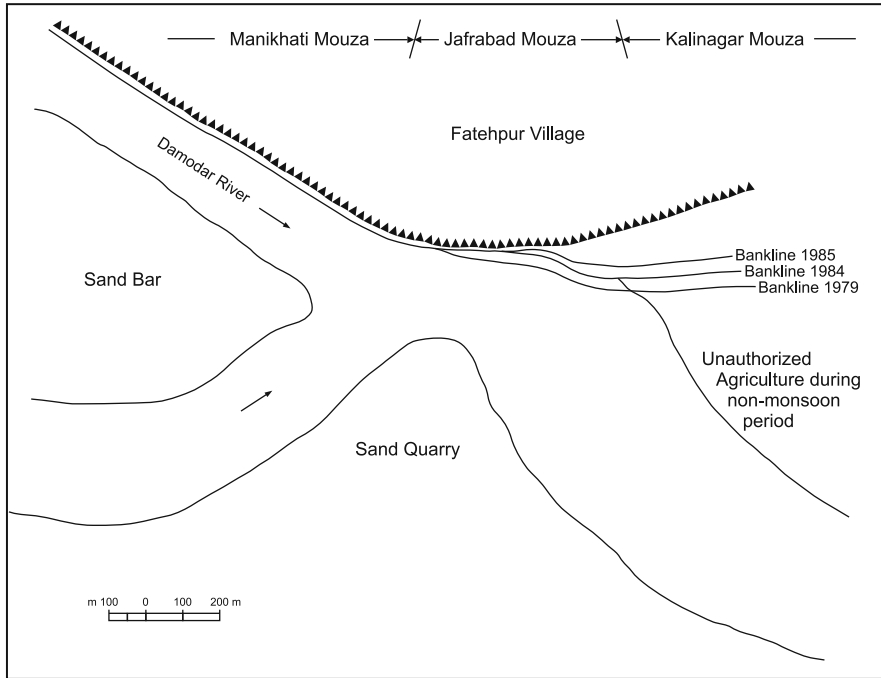 Manikhati Mouza Jafrabad Mouza Kalinagar Mouza
Fatehpur Village
Damodar River
Bankline 1985
Bankline 1984
Bankline 1979
Sand Bar
Unauthorized
Agriculture during
non-monsoon
period
Sand Quarry
m 100 0 100 200 m